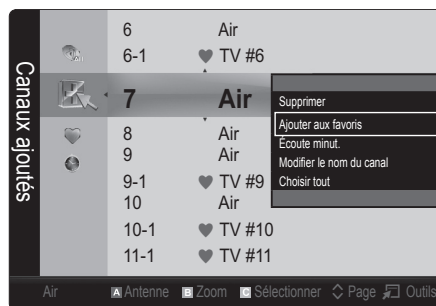 Canaux ajoutés
6 Air
6-1 ♥ TV #6
7 Air
8 Air
9 Air
9-1 ♥ TV #9
10 Air
10-1 ♥ TV #10
11-1 ♥ TV #11
Supprimer
Ajouter aux favoris
Écoute minut.
Modifier le nom du canal
Choisir tout
Air A Antenne B Zoom C Sélectionner Page Outils